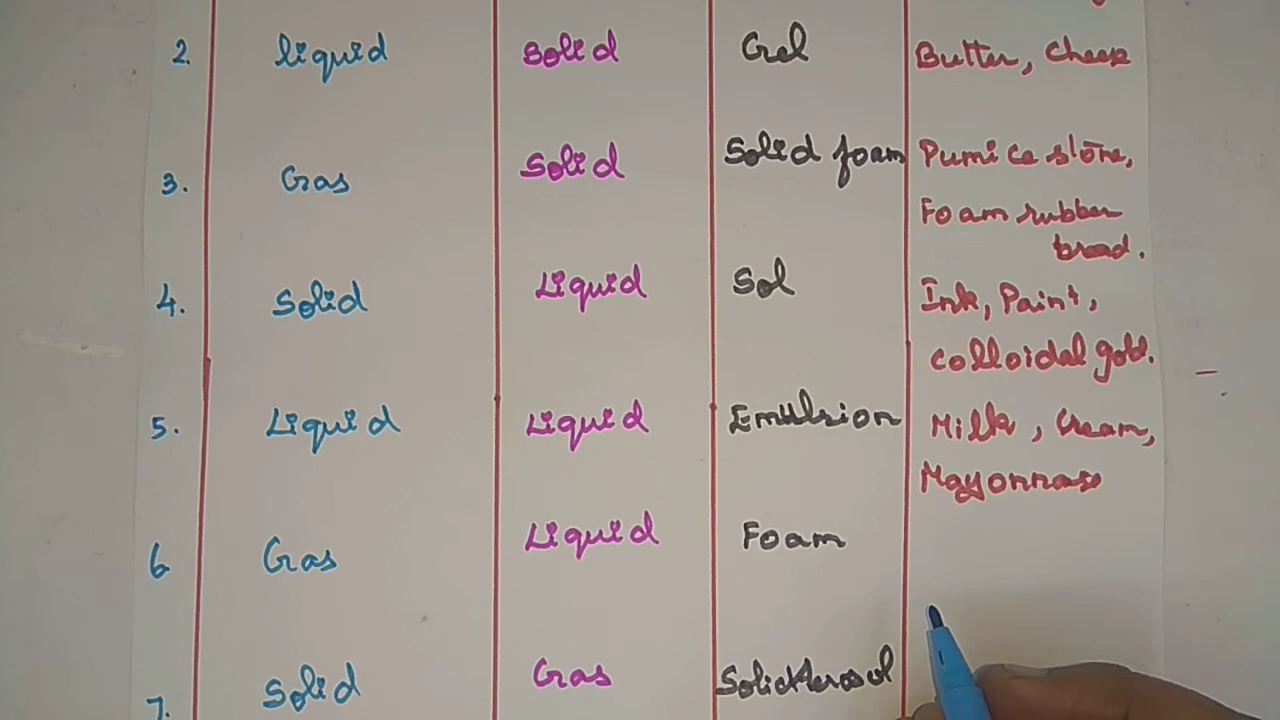 2. liquid Solid Gel Butter, Cheese
3. Gas Solid Solid foam Pumice stone,
Foam rubber
bread.
4. Solid Liquid Sol Ink, Paint,
colloidal gold.
5. Liquid Liquid Emulsion Milk, Cream,
Mayonnase
6 Gas Liquid Foam
7. Solid Gas Solid Aerosol